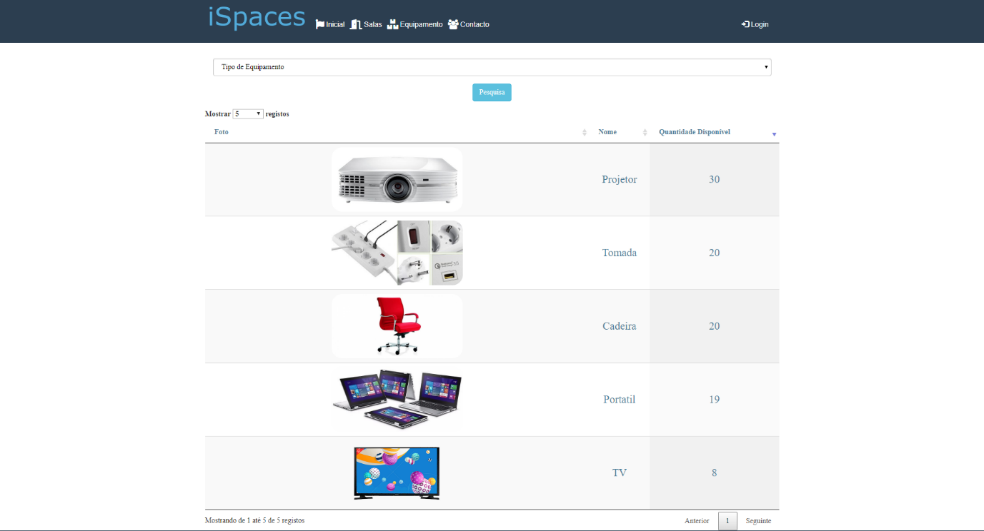 iSpaces Inicial Salas Equipamento Contacto Login
Tipo de Equipamento
Pesquisa
Mostrar 5 registos
Foto Nome Quantidade Disponível
Projetor 30
Tomada 20
Cadeira 20
Portatil 19
TV 8
Mostrando de 1 até 5 de 5 registos Anterior 1 Seguinte